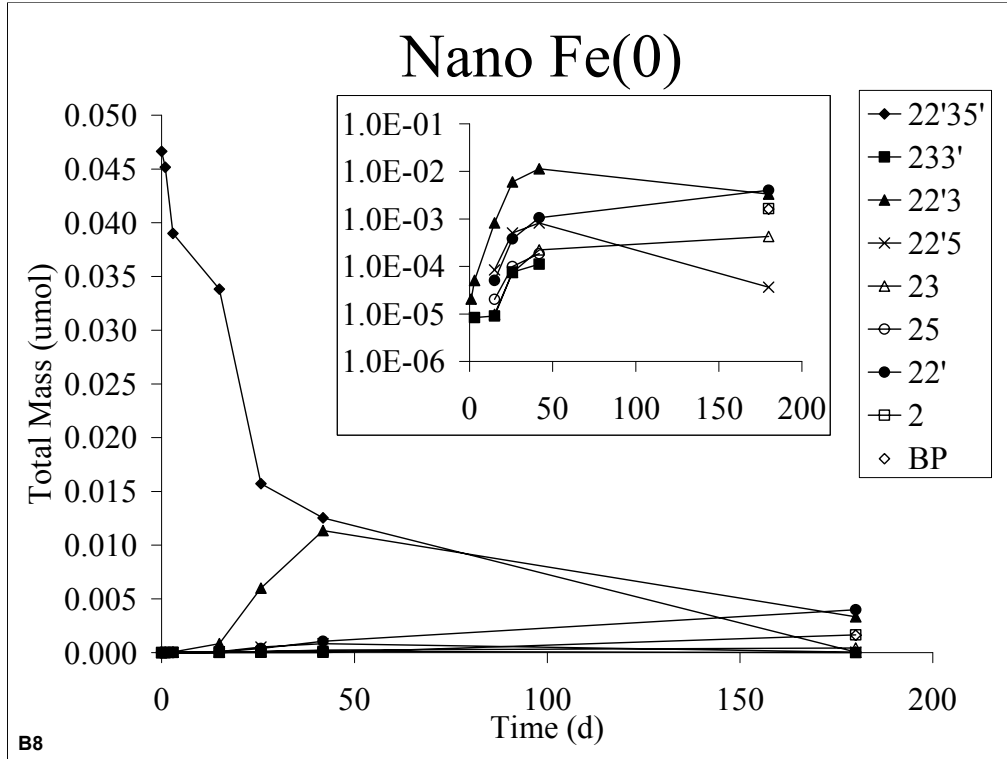 Nano Fe(0)
Total Mass (umol)
0.050
0.045
0.040
0.035
0.030
0.025
0.020
0.015
0.010
0.005
0.000
0 50 100 150 200
Time (d)
1.0E-01
1.0E-02
1.0E-03
1.0E-04
1.0E-05
1.0E-06
0 50 100 150 200
22'35'
233'
22'3
22'5
23
25
22'
2
BP
B8